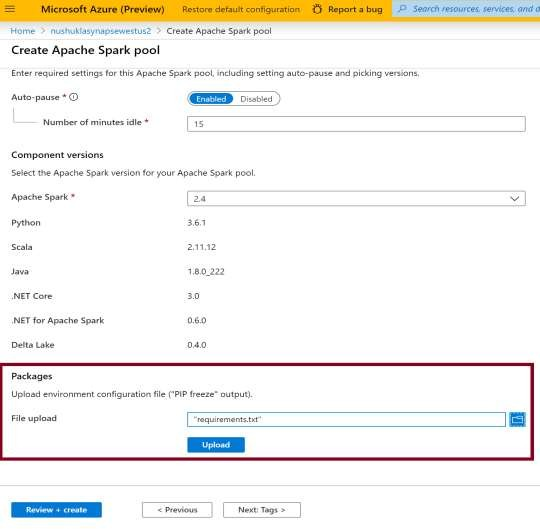 Microsoft Azure (Preview) Restore default configuration Report a bug Search resources, services, and d
Home > nushuklasynapsewestus2 > Create Apache Spark pool
Create Apache Spark pool
Enter required settings for this Apache Spark pool, including setting auto-pause and picking versions.
Auto-pause * Enabled Disabled
Number of minutes idle * 15
Component versions
Select the Apache Spark version for your Apache Spark pool.
Apache Spark * 2.4
Python 3.6.1
Scala 2.11.12
Java 1.8.0_222
.NET Core 3.0
.NET for Apache Spark 0.6.0
Delta Lake 0.4.0
Packages
Upload environment configuration file ("PIP freeze" output).
File upload "requirements.txt"
Upload
Review + create < Previous Next: Tags >